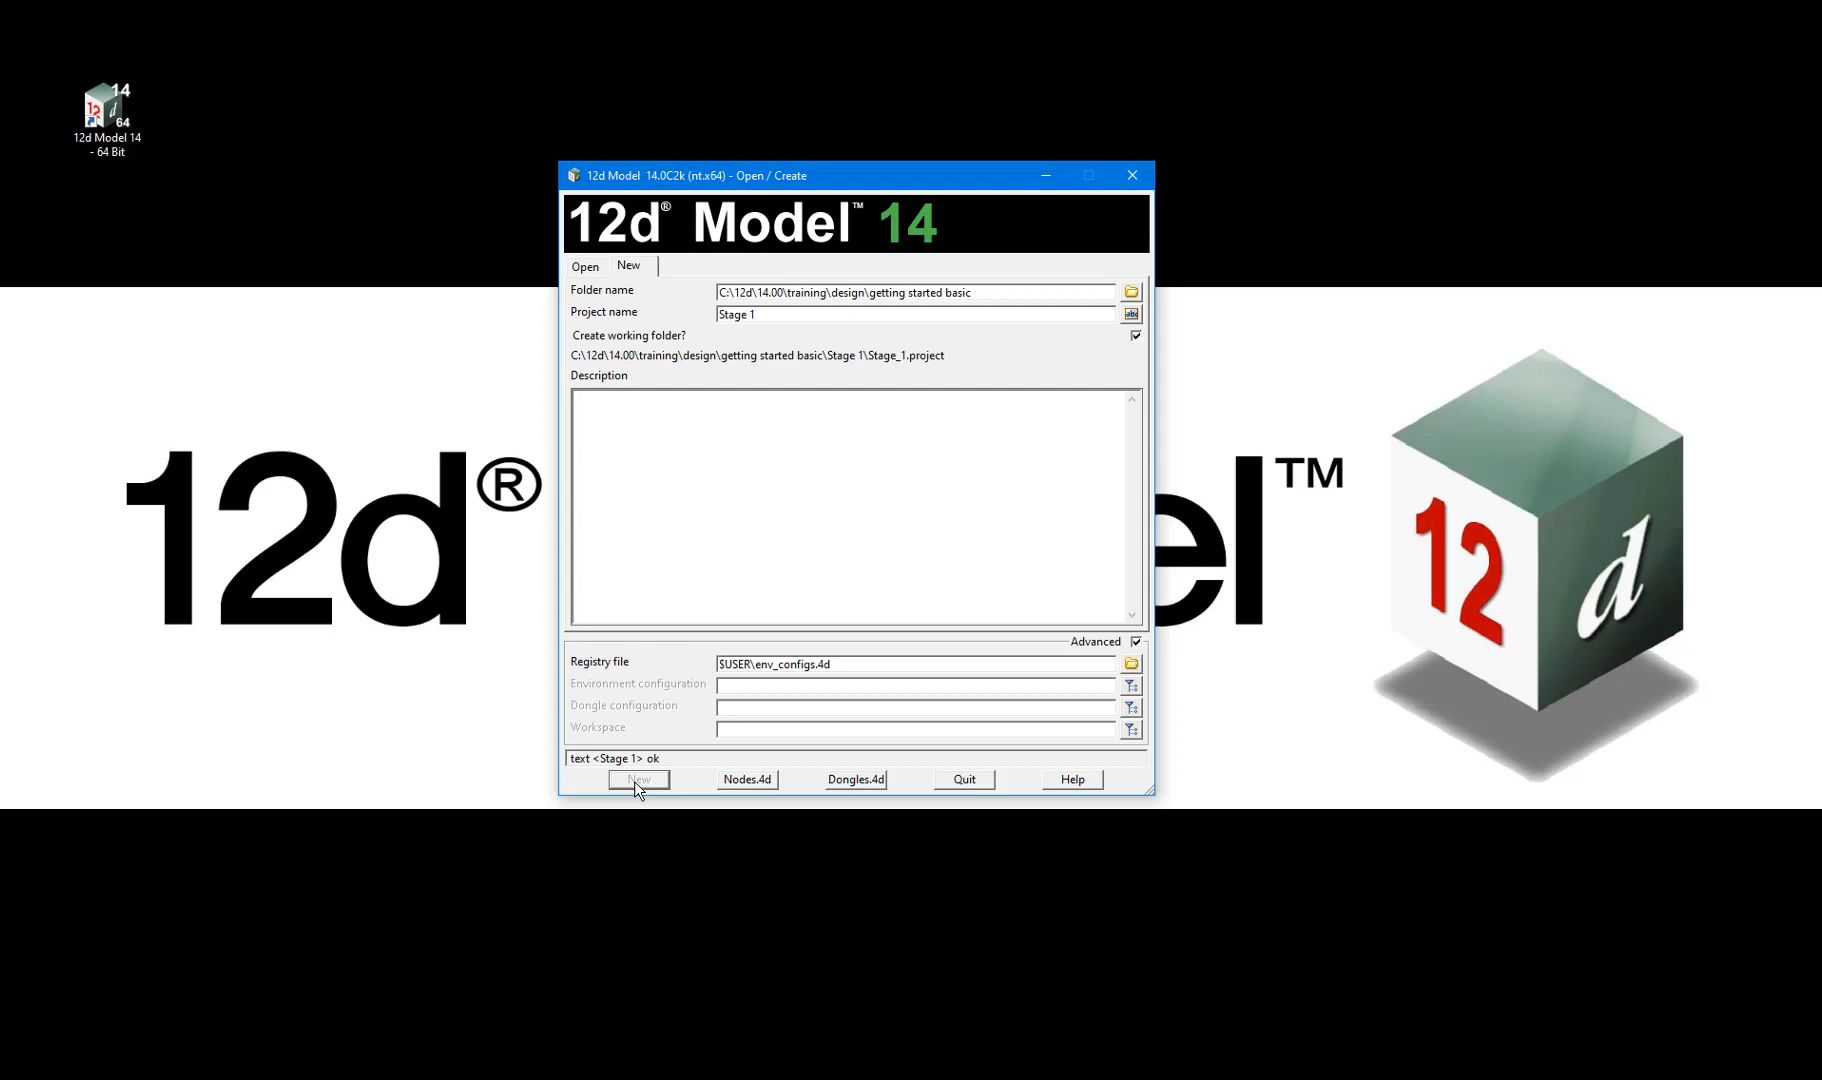 14
12
d
64
12d Model 14
- 64 Bit
12d Model 14.0C2k (nt.x64) - Open / Create
12d® Model™ 14
Open
New
Folder name
C:\12d\14.00\training\design\getting started basic
Project name
Stage 1
abc
Create working folder?
C:\12d\14.00\training\design\getting started basic\Stage 1\Stage_1.project
Description
12d®
el™
12
d
Advanced
Registry file
$USER\env_configs.4d
Environment configuration
Dongle configuration
Workspace
text <Stage 1> ok
New
Nodes.4d
Dongles.4d
Quit
Help